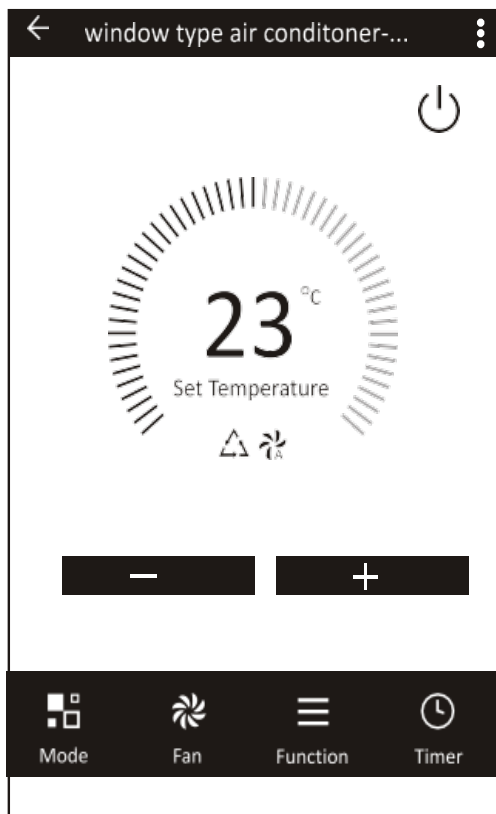 window type air conditoner-...
23 °C
Set Temperature
A
− +
Mode Fan Function Timer